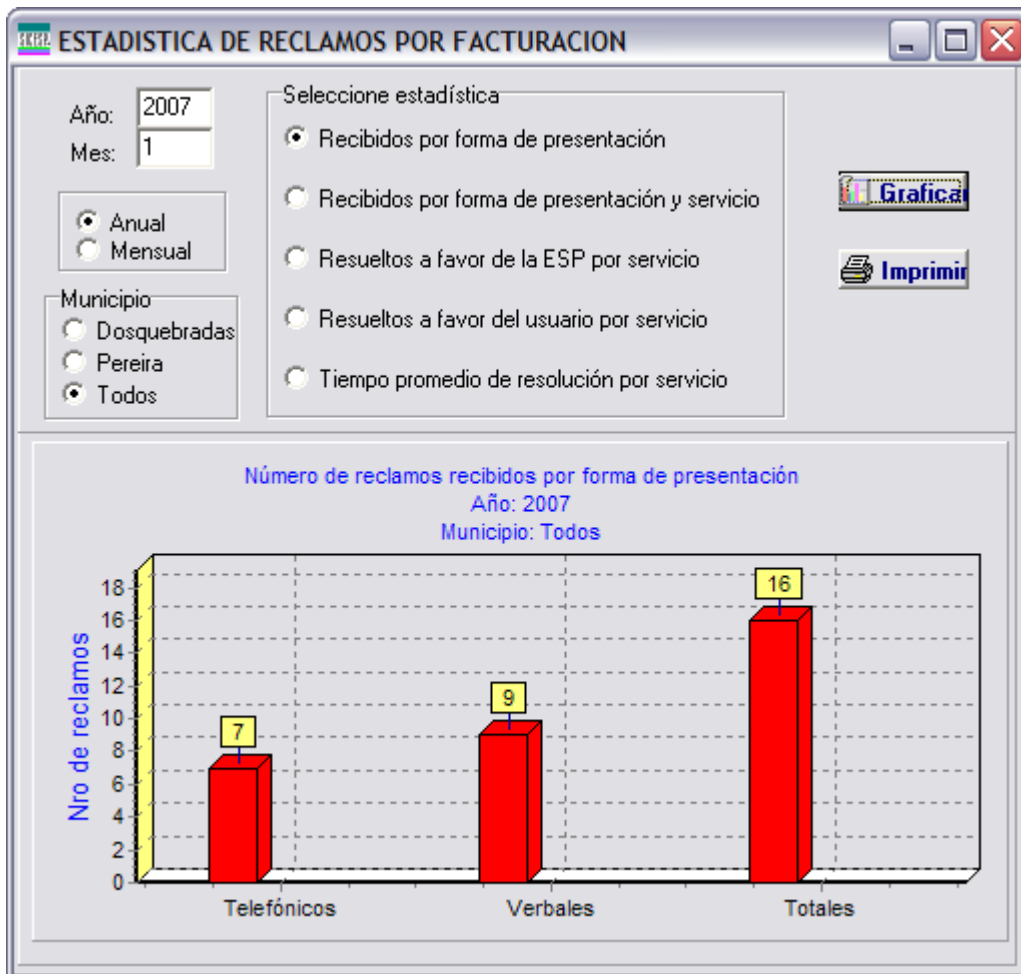 ESTADISTICA DE RECLAMOS POR FACTURACION
Año: 2007
Mes: 1
Anual
Mensual
Municipio
Dosquebradas
Pereira
Todos
Seleccione estadística
Recibidos por forma de presentación
Recibidos por forma de presentación y servicio
Resueltos a favor de la ESP por servicio
Resueltos a favor del usuario por servicio
Tiempo promedio de resolución por servicio
Grafica
Imprimir
Número de reclamos recibidos por forma de presentación
Año: 2007
Municipio: Todos
Nro de reclamos
18
16
14
12
10
8
6
4
2
0
7
9
16
Telefónicos
Verbales
Totales